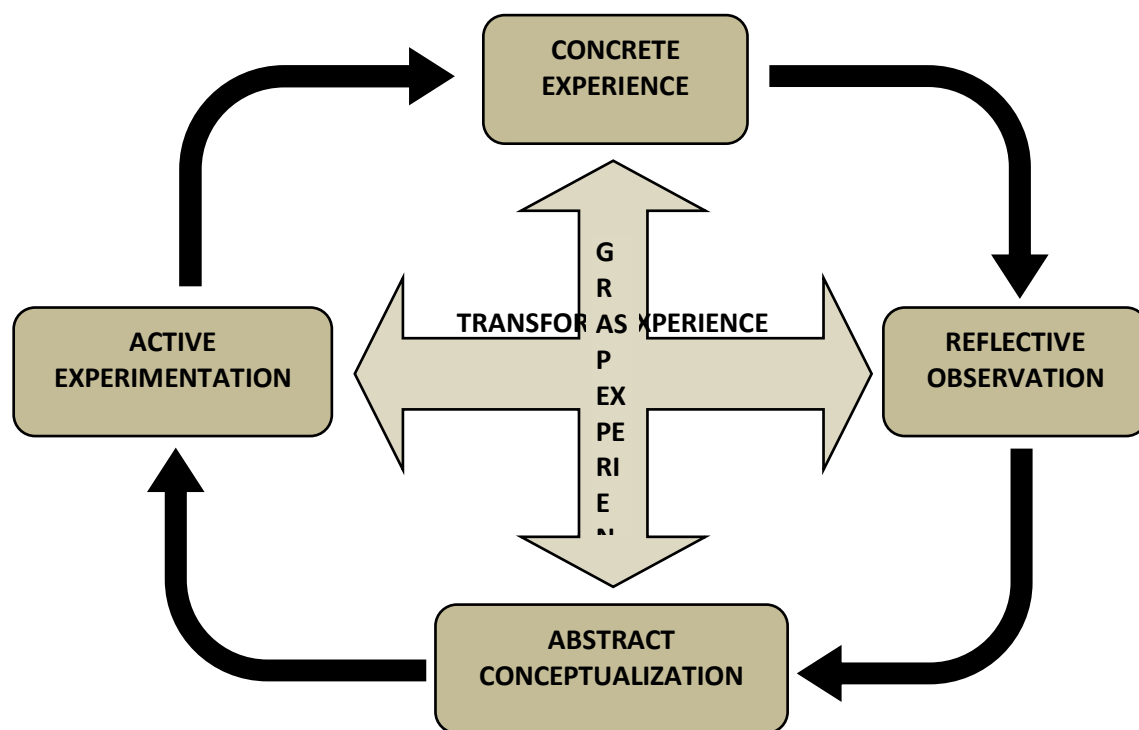 CONCRETE
EXPERIENCE
G
R
AS
P
EX
PE
RI
E
N
TRANSFOR XPERIENCE
ACTIVE
EXPERIMENTATION
REFLECTIVE
OBSERVATION
ABSTRACT
CONCEPTUALIZATION